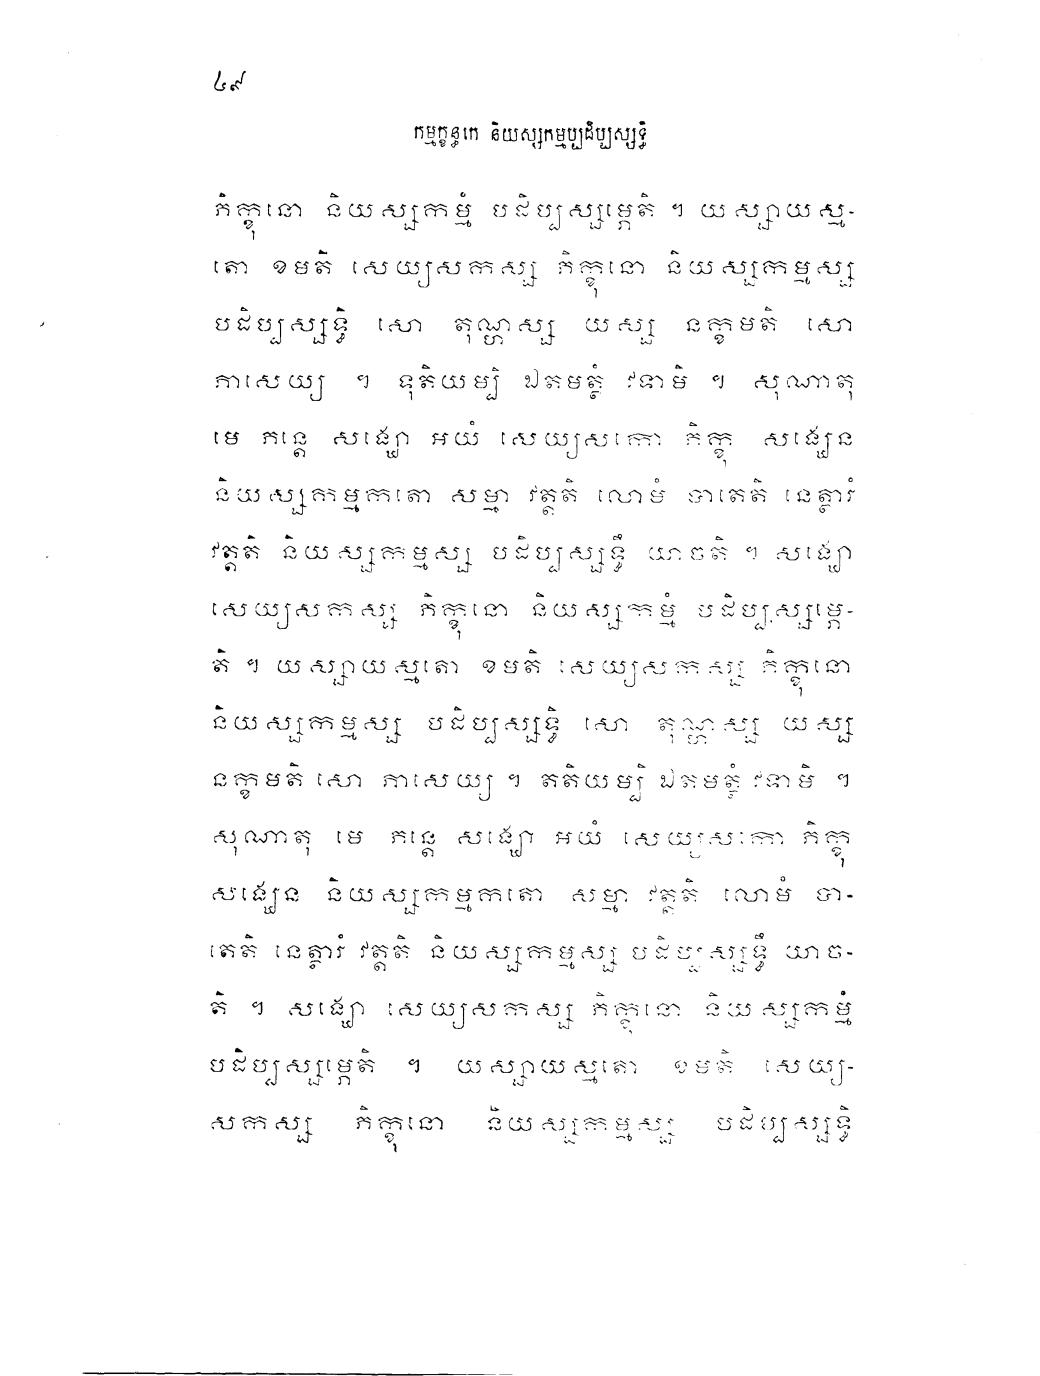 ៤៩
កម្មក្ខន្ធកេ និយស្សកម្មប្បដិប្បស្សទ្ធិ
ភិក្ខុនោ និយស្សកម្មំ បដិប្បស្សម្ភេតិ ។ យស្សាយស្ម-
តោ ខមតិ សេយ្យសកស្ស ភិក្ខុនោ និយស្សកម្មស្ស
បដិប្បស្សទ្ធិ សោ តុណ្ហស្ស យស្ស នក្ខមតិ សោ
ភាសេយ្យ ។ ទុតិយម្បិ ឯតមត្ថំ វទាមិ ។ សុណាតុ
មេ ភន្តេ សង្ឃោ អយំ សេយ្យសកោ ភិក្ខុ សង្ឃេន
និយស្សកម្មកតោ សម្មា វត្តតិ លោមំ បាតេតិ នេត្ថារំ
វត្តតិ និយស្សកម្មស្ស បដិប្បស្សទ្ធឹ យាចតិ ។ សង្ឃោ
សេយ្យសកស្ស ភិក្ខុនោ និយស្សកម្មំ បដិប្បស្សម្ភេ-
តិ ។ យស្សាយស្មតោ ខមតិ សេយ្យសកស្ស ភិក្ខុនោ
និយស្សកម្មស្ស បដិប្បស្សទ្ធិ សោ តុណ្ហស្ស យស្ស
នក្ខមតិ សោ ភាសេយ្យ ។ តតិយម្បិ ឯតមត្ថំ វទាមិ ។
សុណាតុ មេ ភន្តេ សង្ឃោ អយំ សេយ្យសកោ ភិក្ខុ
សង្ឃេន និយស្សកម្មកតោ សម្មា វត្តតិ លោមំ បា-
តេតិ នេត្ថារំ វត្តតិ និយស្សកម្មស្ស បដិប្បស្សទ្ធឹ យាច-
តិ ។ សង្ឃោ សេយ្យសកស្ស ភិក្ខុនោ និយស្សកម្មំ
បដិប្បស្សម្ភេតិ ។ យស្សាយស្មតោ ខមតិ សេយ្យ-
សកស្ស ភិក្ខុនោ និយស្សកម្មស្ស បដិប្បស្សទ្ធិ